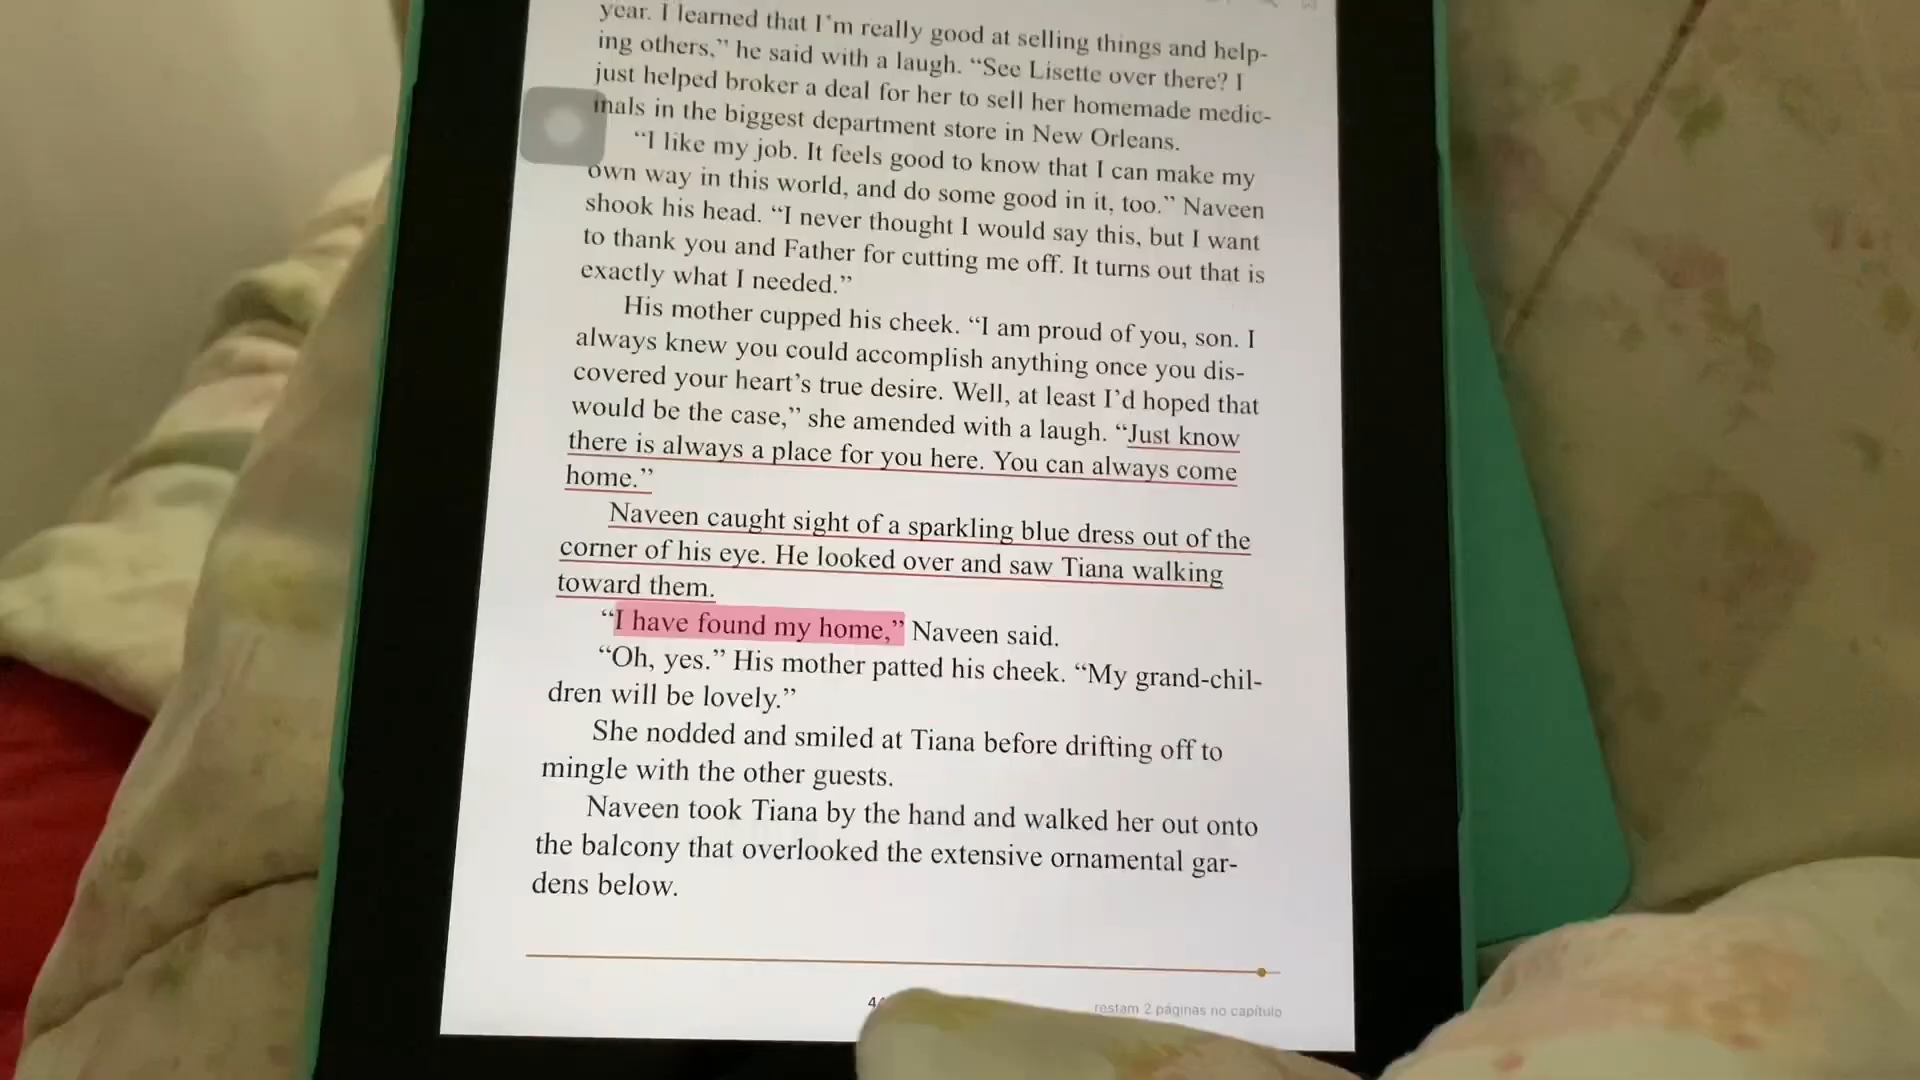 year. I learned that I'm really good at selling things and help-
ing others,” he said with a laugh. “See Lisette over there? I
just helped broker a deal for her to sell her homemade medic-
inals in the biggest department store in New Orleans.
“I like my job. It feels good to know that I can make my
own way in this world, and do some good in it, too.” Naveen
shook his head. “I never thought I would say this, but I want
to thank you and Father for cutting me off. It turns out that is
exactly what I needed.”
His mother cupped his cheek. “I am proud of you, son. I
always knew you could accomplish anything once you dis-
covered your heart’s true desire. Well, at least I’d hoped that
would be the case,” she amended with a laugh. “Just know
there is always a place for you here. You can always come
home.”
Naveen caught sight of a sparkling blue dress out of the
corner of his eye. He looked over and saw Tiana walking
toward them.
“I have found my home,” Naveen said.
“Oh, yes.” His mother patted his cheek. “My grand-chil-
dren will be lovely.”
She nodded and smiled at Tiana before drifting off to
mingle with the other guests.
Naveen took Tiana by the hand and walked her out onto
the balcony that overlooked the extensive ornamental gar-
dens below.
restam 2 páginas no capítulo